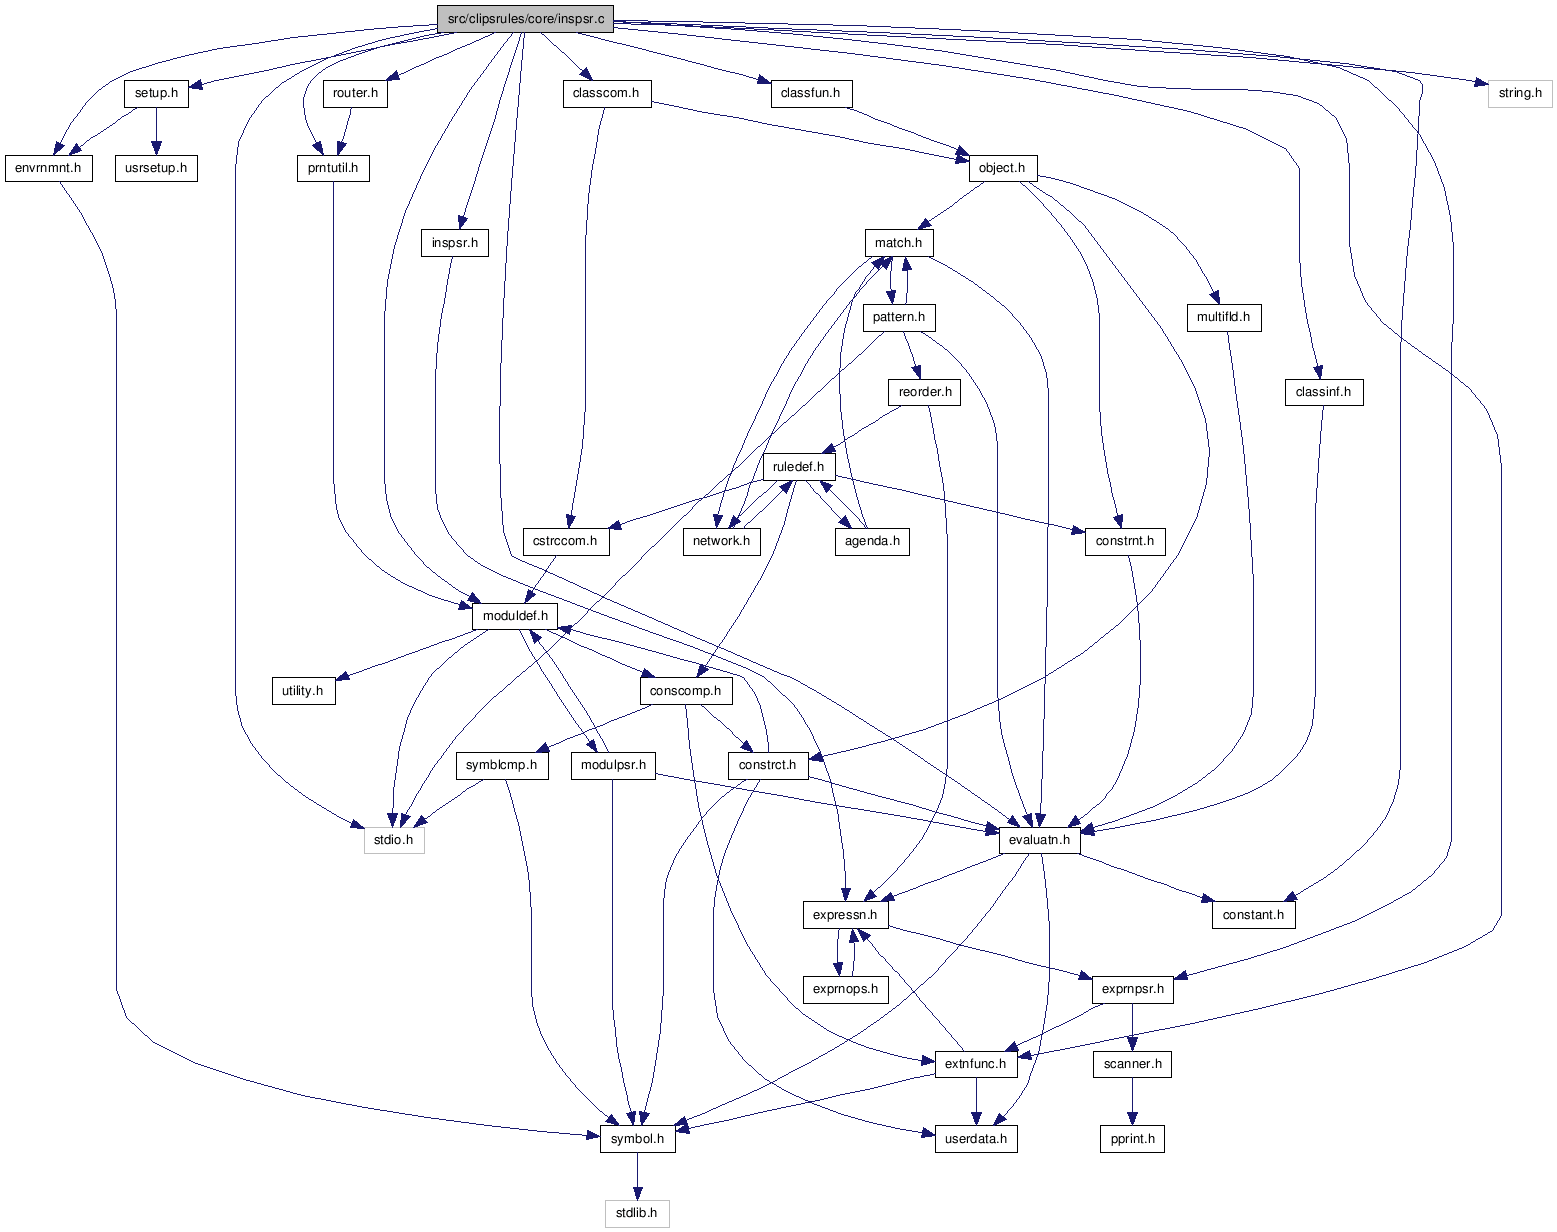 src/clipsrules/core/inspsr.c
setup.h
router.h
classcom.h
classfun.h
string.h
envrnmnt.h
usrsetup.h
prntutil.h
object.h
inspsr.h
match.h
pattern.h
multifld.h
reorder.h
classinf.h
ruledef.h
cstrccom.h
network.h
agenda.h
constrnt.h
moduldef.h
utility.h
conscomp.h
symblcmp.h
modulpsr.h
constrct.h
stdio.h
evaluatn.h
expressn.h
constant.h
exprnops.h
exprnpsr.h
extnfunc.h
scanner.h
symbol.h
userdata.h
pprint.h
stdlib.h